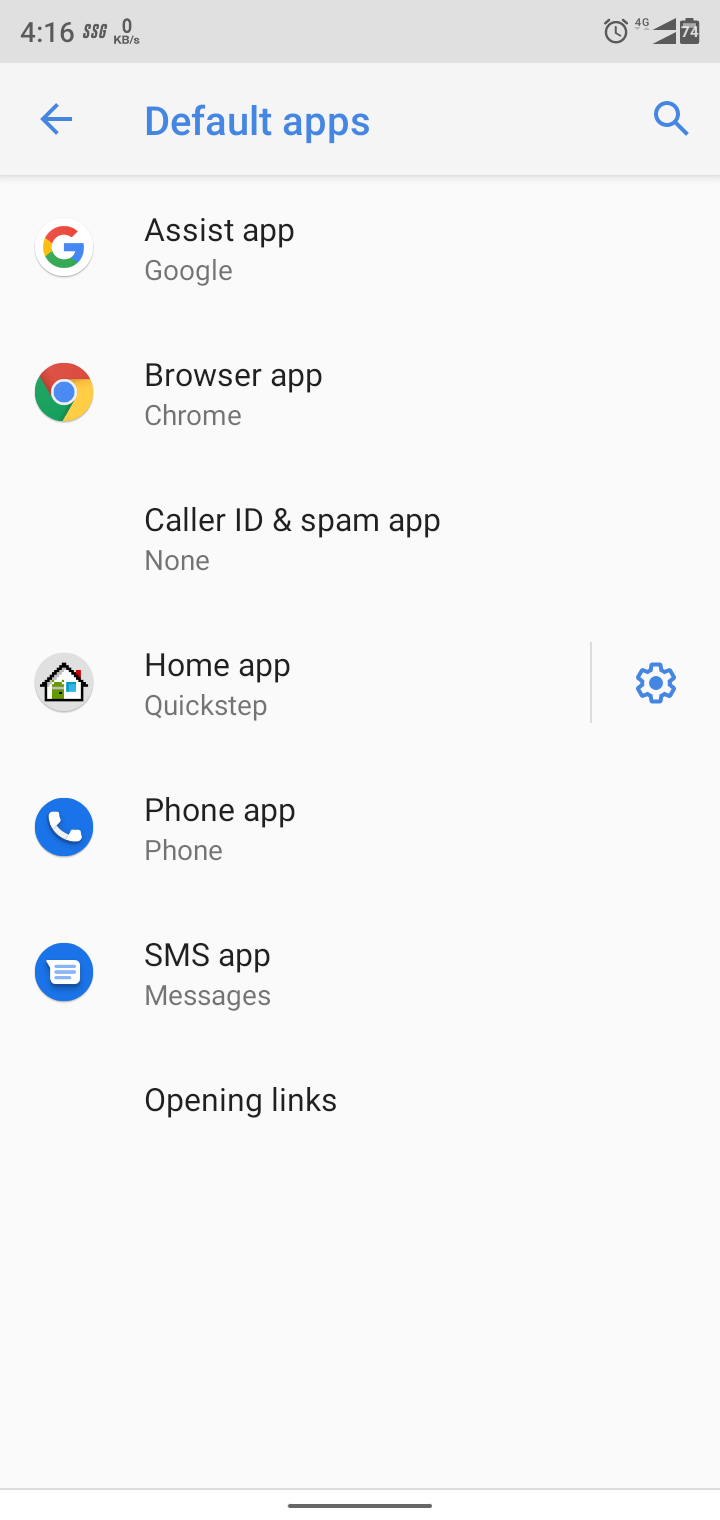 4:16 SSG 0 KB/s 4G 74
Default apps
Assist app
Google
Browser app
Chrome
Caller ID & spam app
None
Home app
Quickstep
Phone app
Phone
SMS app
Messages
Opening links